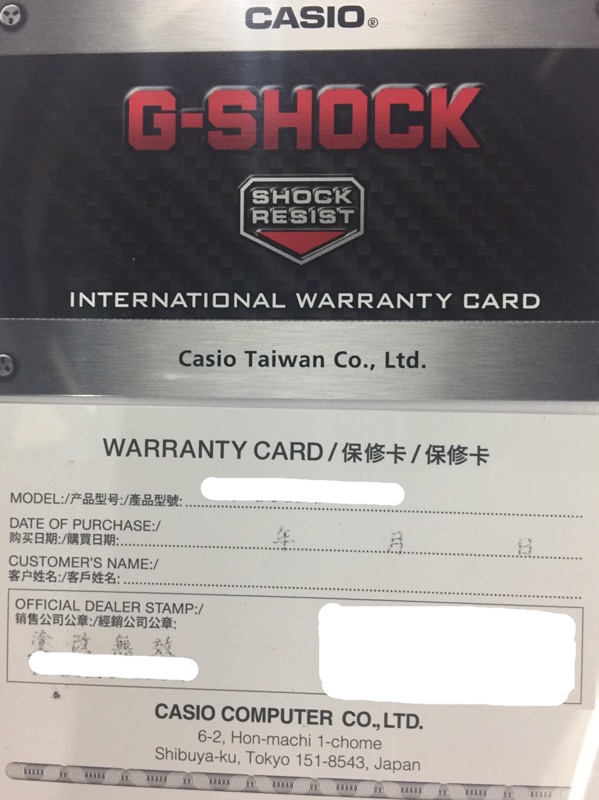 CASIO®
G-SHOCK
SHOCK
RESIST
INTERNATIONAL WARRANTY CARD
Casio Taiwan Co., Ltd.
WARRANTY CARD/保修卡/保修卡
MODEL:/产品型号:/產品型號:
DATE OF PURCHASE:/
购买日期:/購買日期: 年 月 日
CUSTOMER'S NAME:/
客户姓名:/客戶姓名:
OFFICIAL DEALER STAMP:/
销售公司公章:/經銷公司公章:
塗改無效
CASIO COMPUTER CO., LTD.
6-2, Hon-machi 1-chome
Shibuya-ku, Tokyo 151-8543, Japan